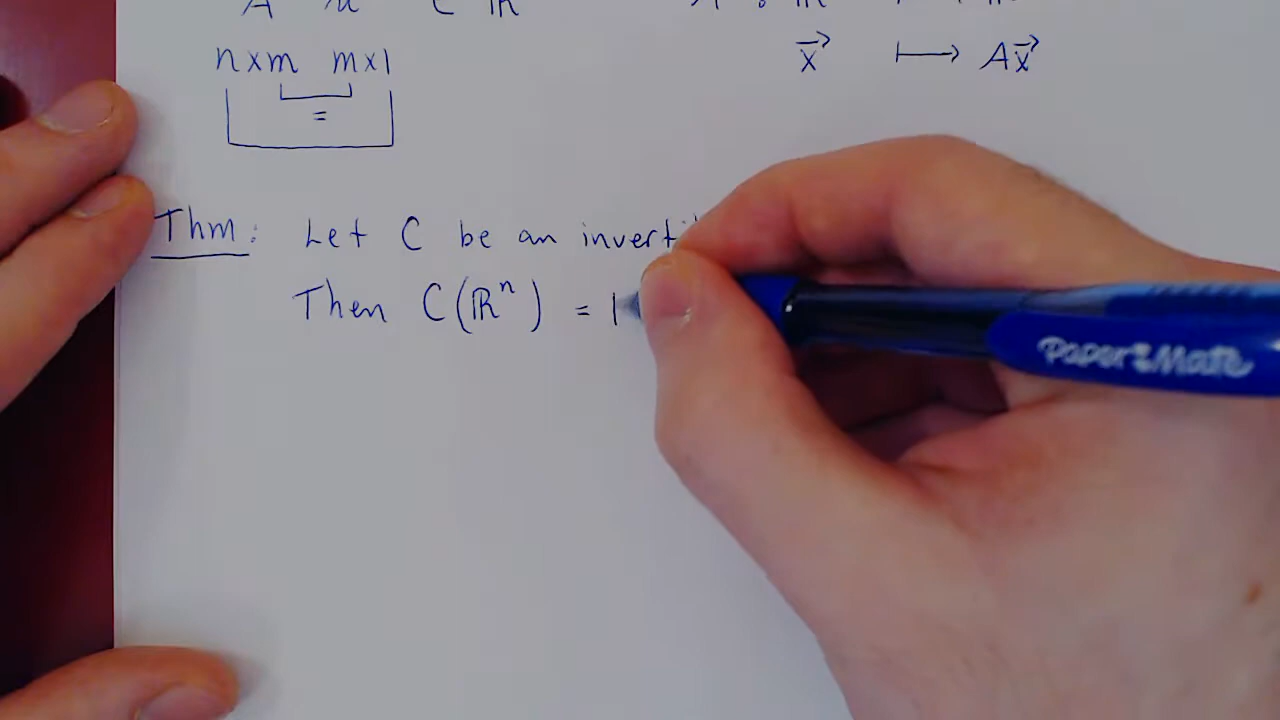 n×m m×1
x⃗ ⟼ Ax⃗
=
Thm: Let C be an invert
Then C(ℝⁿ) =
Paper Mate